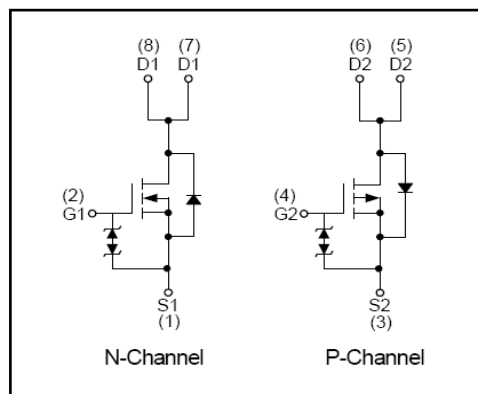 (8) (7) (6) (5)
D1 D1 D2 D2
(2) (4)
G1 G2
S1 S2
(1) (3)
N-Channel P-Channel